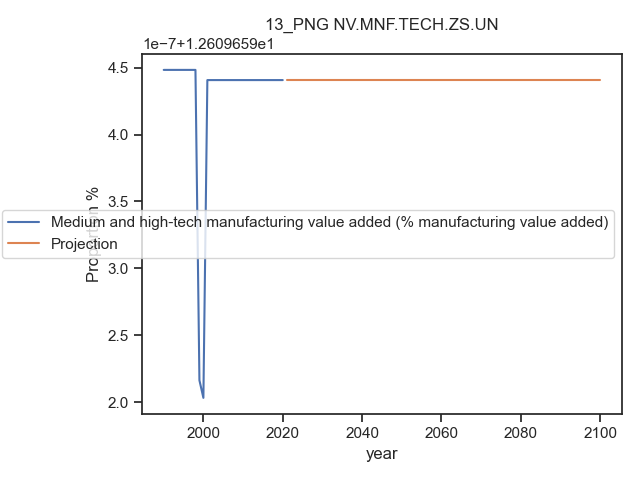 13_PNG NV.MNF.TECH.ZS.UN
1e−7+1.2609659e1
4.5
4.0
3.5
3.0
2.5
2.0
Proportion %
Medium and high-tech manufacturing value added (% manufacturing value added)
Projection
2000 2020 2040 2060 2080 2100
year